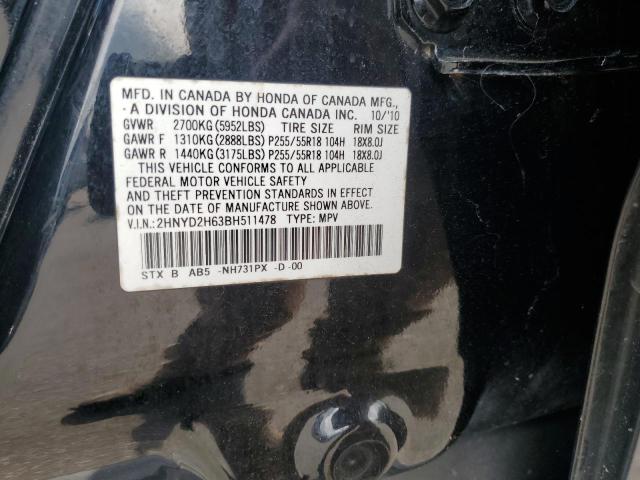 MFD. IN CANADA BY HONDA OF CANADA MFG.,
A DIVISION OF HONDA CANADA INC. 10/'10
GVWR 2700KG(5952LBS) TIRE SIZE RIM SIZE
GAWR F 1310KG(2888LBS) P255/55R18 104H 18X8.0J
GAWR R 1440KG(3175LBS) P255/55R18 104H 18X8.0J
THIS VEHICLE CONFORMS TO ALL APPLICABLE
FEDERAL MOTOR VEHICLE SAFETY
AND THEFT PREVENTION STANDARDS IN EFFECT
ON THE DATE OF MANUFACTURE SHOWN ABOVE.
V.I.N.: 2HNYD2H63BH511478 TYPE: MPV
STX B AB5 -NH731PX -D -00